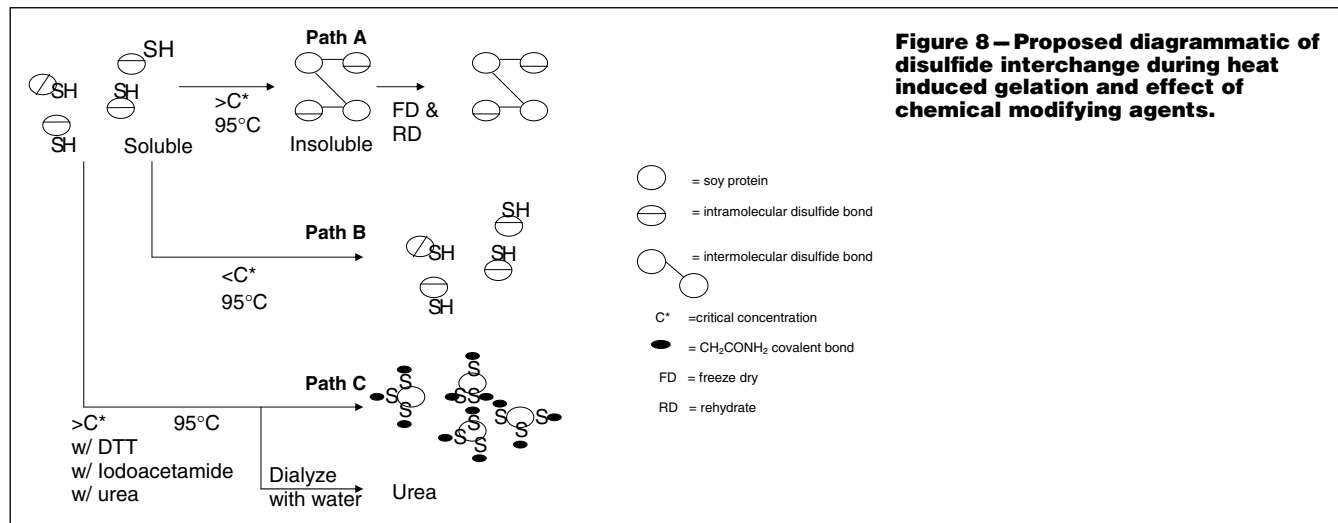 Path A
SH
SH
SH
SH
>C*
95°C
FD &
RD
Soluble
Insoluble
Path B
<C*
95°C
SH
SH
SH
SH
Path C
>C* 95°C
w/ DTT
w/ Iodoacetamide
w/ urea
Dialyze
with water
Urea
S
S
S
S
SS
S
S
S
S
S
S
Figure 8—Proposed diagrammatic of
disulfide interchange during heat
induced gelation and effect of
chemical modifying agents.
= soy protein
= intramolecular disulfide bond
= intermolecular disulfide bond
C* =critical concentration
= CH₂CONH₂ covalent bond
FD = freeze dry
RD = rehydrate